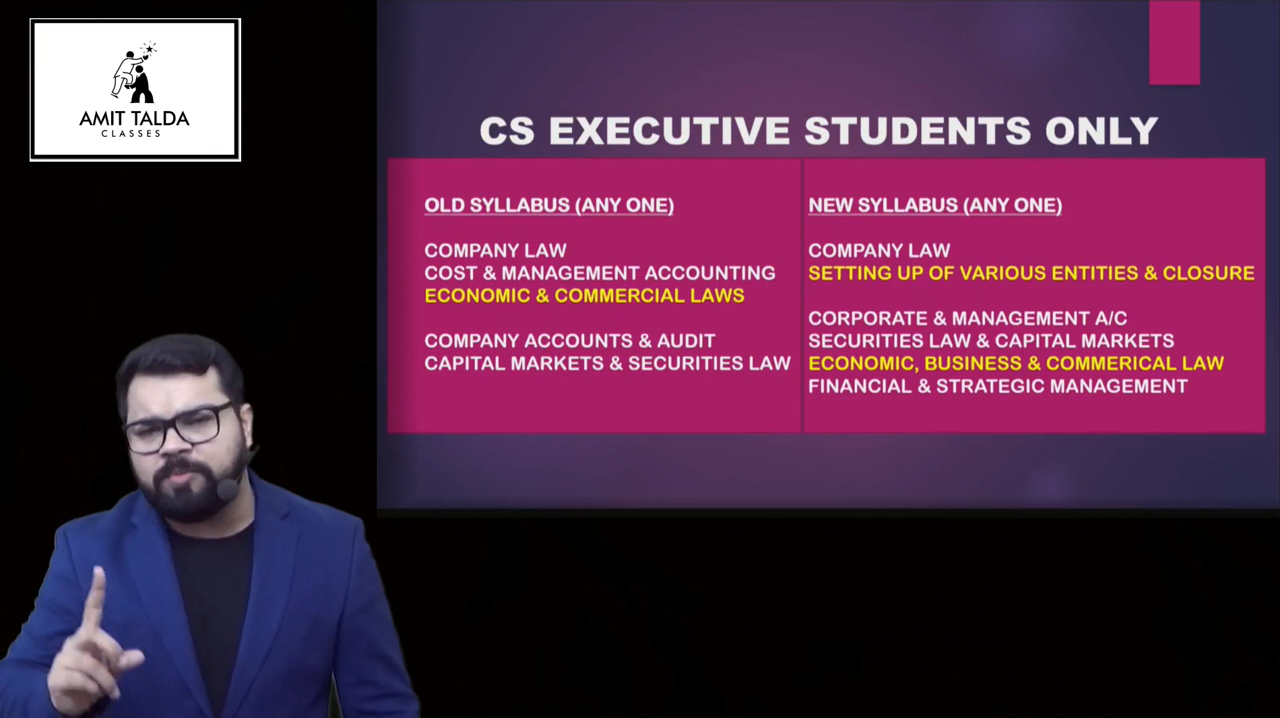 AMIT TALDA
CLASSES
CS EXECUTIVE STUDENTS ONLY
OLD SYLLABUS (ANY ONE)
COMPANY LAW
COST & MANAGEMENT ACCOUNTING
ECONOMIC & COMMERCIAL LAWS
COMPANY ACCOUNTS & AUDIT
CAPITAL MARKETS & SECURITIES LAW
NEW SYLLABUS (ANY ONE)
COMPANY LAW
SETTING UP OF VARIOUS ENTITIES & CLOSURE
CORPORATE & MANAGEMENT A/C
SECURITIES LAW & CAPITAL MARKETS
ECONOMIC, BUSINESS & COMMERICAL LAW
FINANCIAL & STRATEGIC MANAGEMENT